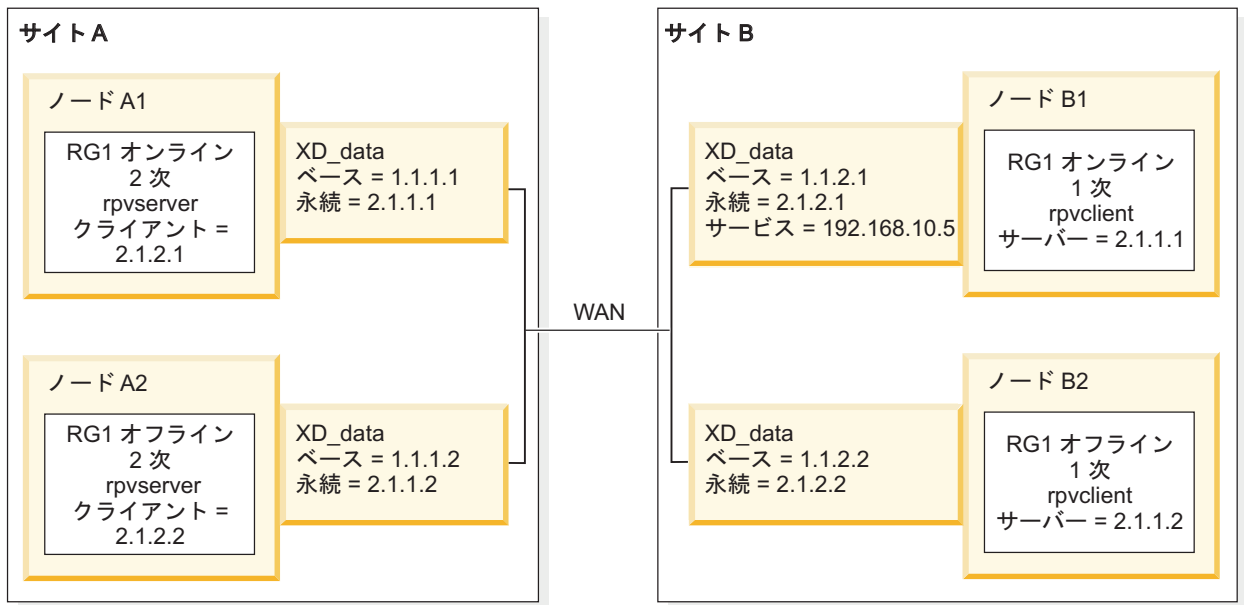 サイト A
ノード A1
RG1 オンライン
2 次
rpvserver
クライアント =
2.1.2.1
XD_data
ベース = 1.1.1.1
永続 = 2.1.1.1
ノード A2
RG1 オフライン
2 次
rpvserver
クライアント =
2.1.2.2
XD_data
ベース = 1.1.1.2
永続 = 2.1.1.2
WAN
サイト B
XD_data
ベース = 1.1.2.1
永続 = 2.1.2.1
サービス = 192.168.10.5
ノード B1
RG1 オンライン
1 次
rpvclient
サーバー = 2.1.1.1
XD_data
ベース = 1.1.2.2
永続 = 2.1.2.2
ノード B2
RG1 オフライン
1 次
rpvclient
サーバー = 2.1.1.2